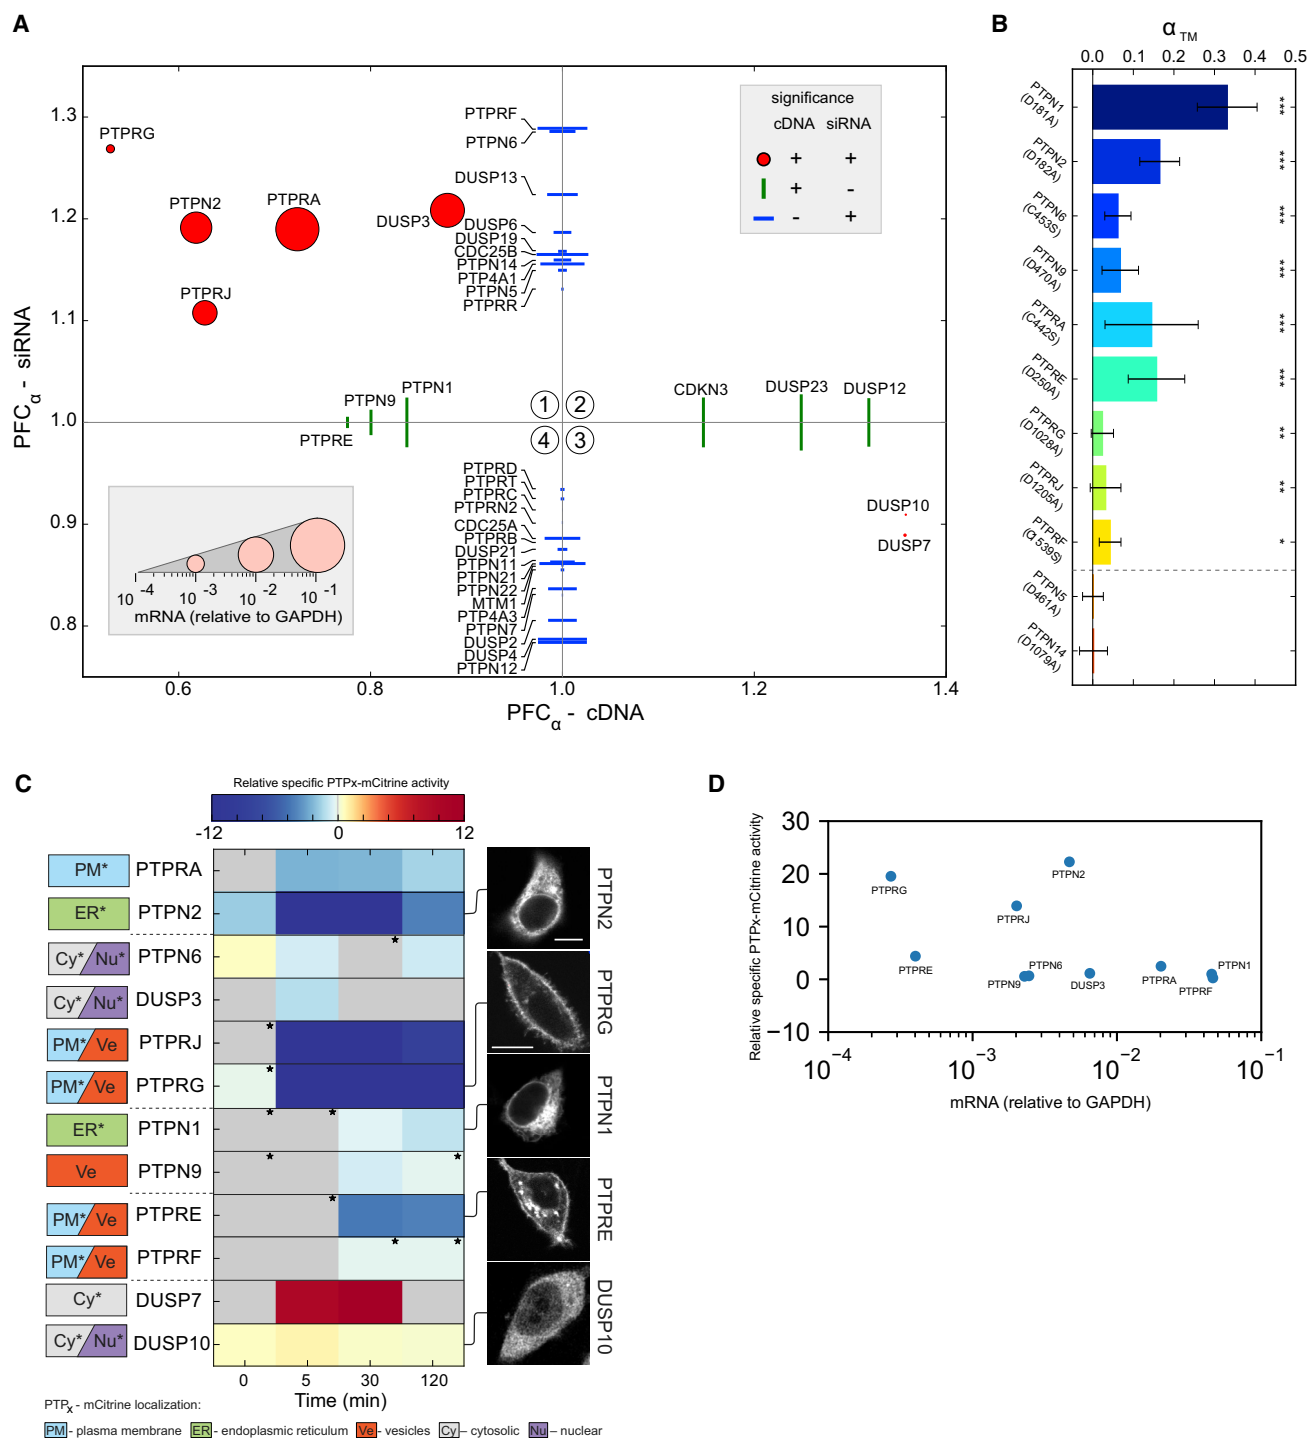 A
PFCα - siRNA
1.3
1.2
1.1
1.0
0.9
0.8
0.6
0.8
1.0
1.2
1.4
PFCα - cDNA
PTPRG
PTPN2
PTPRA
DUSP3
PTPRJ
PTPRF
PTPN6
DUSP13
DUSP6
DUSP19
CDC25B
PTPN14
PTP4A1
PTPN5
PTPRR
significance
cDNA siRNA
+ +
+ -
- +
PTPN1
PTPN9
PTPRE
1 2
4 3
CDKN3
DUSP23
DUSP12
PTPRD
PTPRT
PTPRC
PTPRN2
CDC25A
PTPRB
DUSP21
PTPN11
PTPN21
PTPN22
MTM1
PTP4A3
PTPN7
DUSP2
DUSP4
PTPN12
DUSP10
DUSP7
10⁻⁴ 10⁻³ 10⁻² 10⁻¹
mRNA (relative to GAPDH)
B
αTM
0.0 0.1 0.2 0.3 0.4 0.5
PTPN1
(D181A)
***
PTPN2
(D182A)
***
PTPN6
(C453S)
***
PTPN9
(D470A)
***
PTPRA
(C442S)
***
PTPRE
(D250A)
***
PTPRG
(D1028A)
**
PTPRJ
(D1205A)
**
PTPRF
(C1539S)
*
PTPN5
(D461A)
PTPN14
(D1079A)
C
Relative specific PTPx-mCitrine activity
-12 0 12
PM* PTPRA
ER* PTPN2
Cy* Nu* PTPN6
Cy* Nu* DUSP3
PM* Ve PTPRJ
PM* Ve PTPRG
ER* PTPN1
Ve PTPN9
PM* Ve PTPRE
PM* Ve PTPRF
Cy* DUSP7
Cy* Nu* DUSP10
0 5 30 120
Time (min)
PTPN2
PTPRG
PTPN1
PTPRE
DUSP10
PTPx - mCitrine localization:
PM - plasma membrane ER - endoplasmic reticulum Ve - vesicles Cy – cytosolic Nu – nuclear
D
Relative specific PTPx-mCitrine activity
30
20
10
0
−10
10⁻⁴ 10⁻³ 10⁻² 10⁻¹
mRNA (relative to GAPDH)
PTPRG
PTPN2
PTPRJ
PTPRE
PTPN9
PTPN6
DUSP3
PTPRA
PTPRF
PTPN1